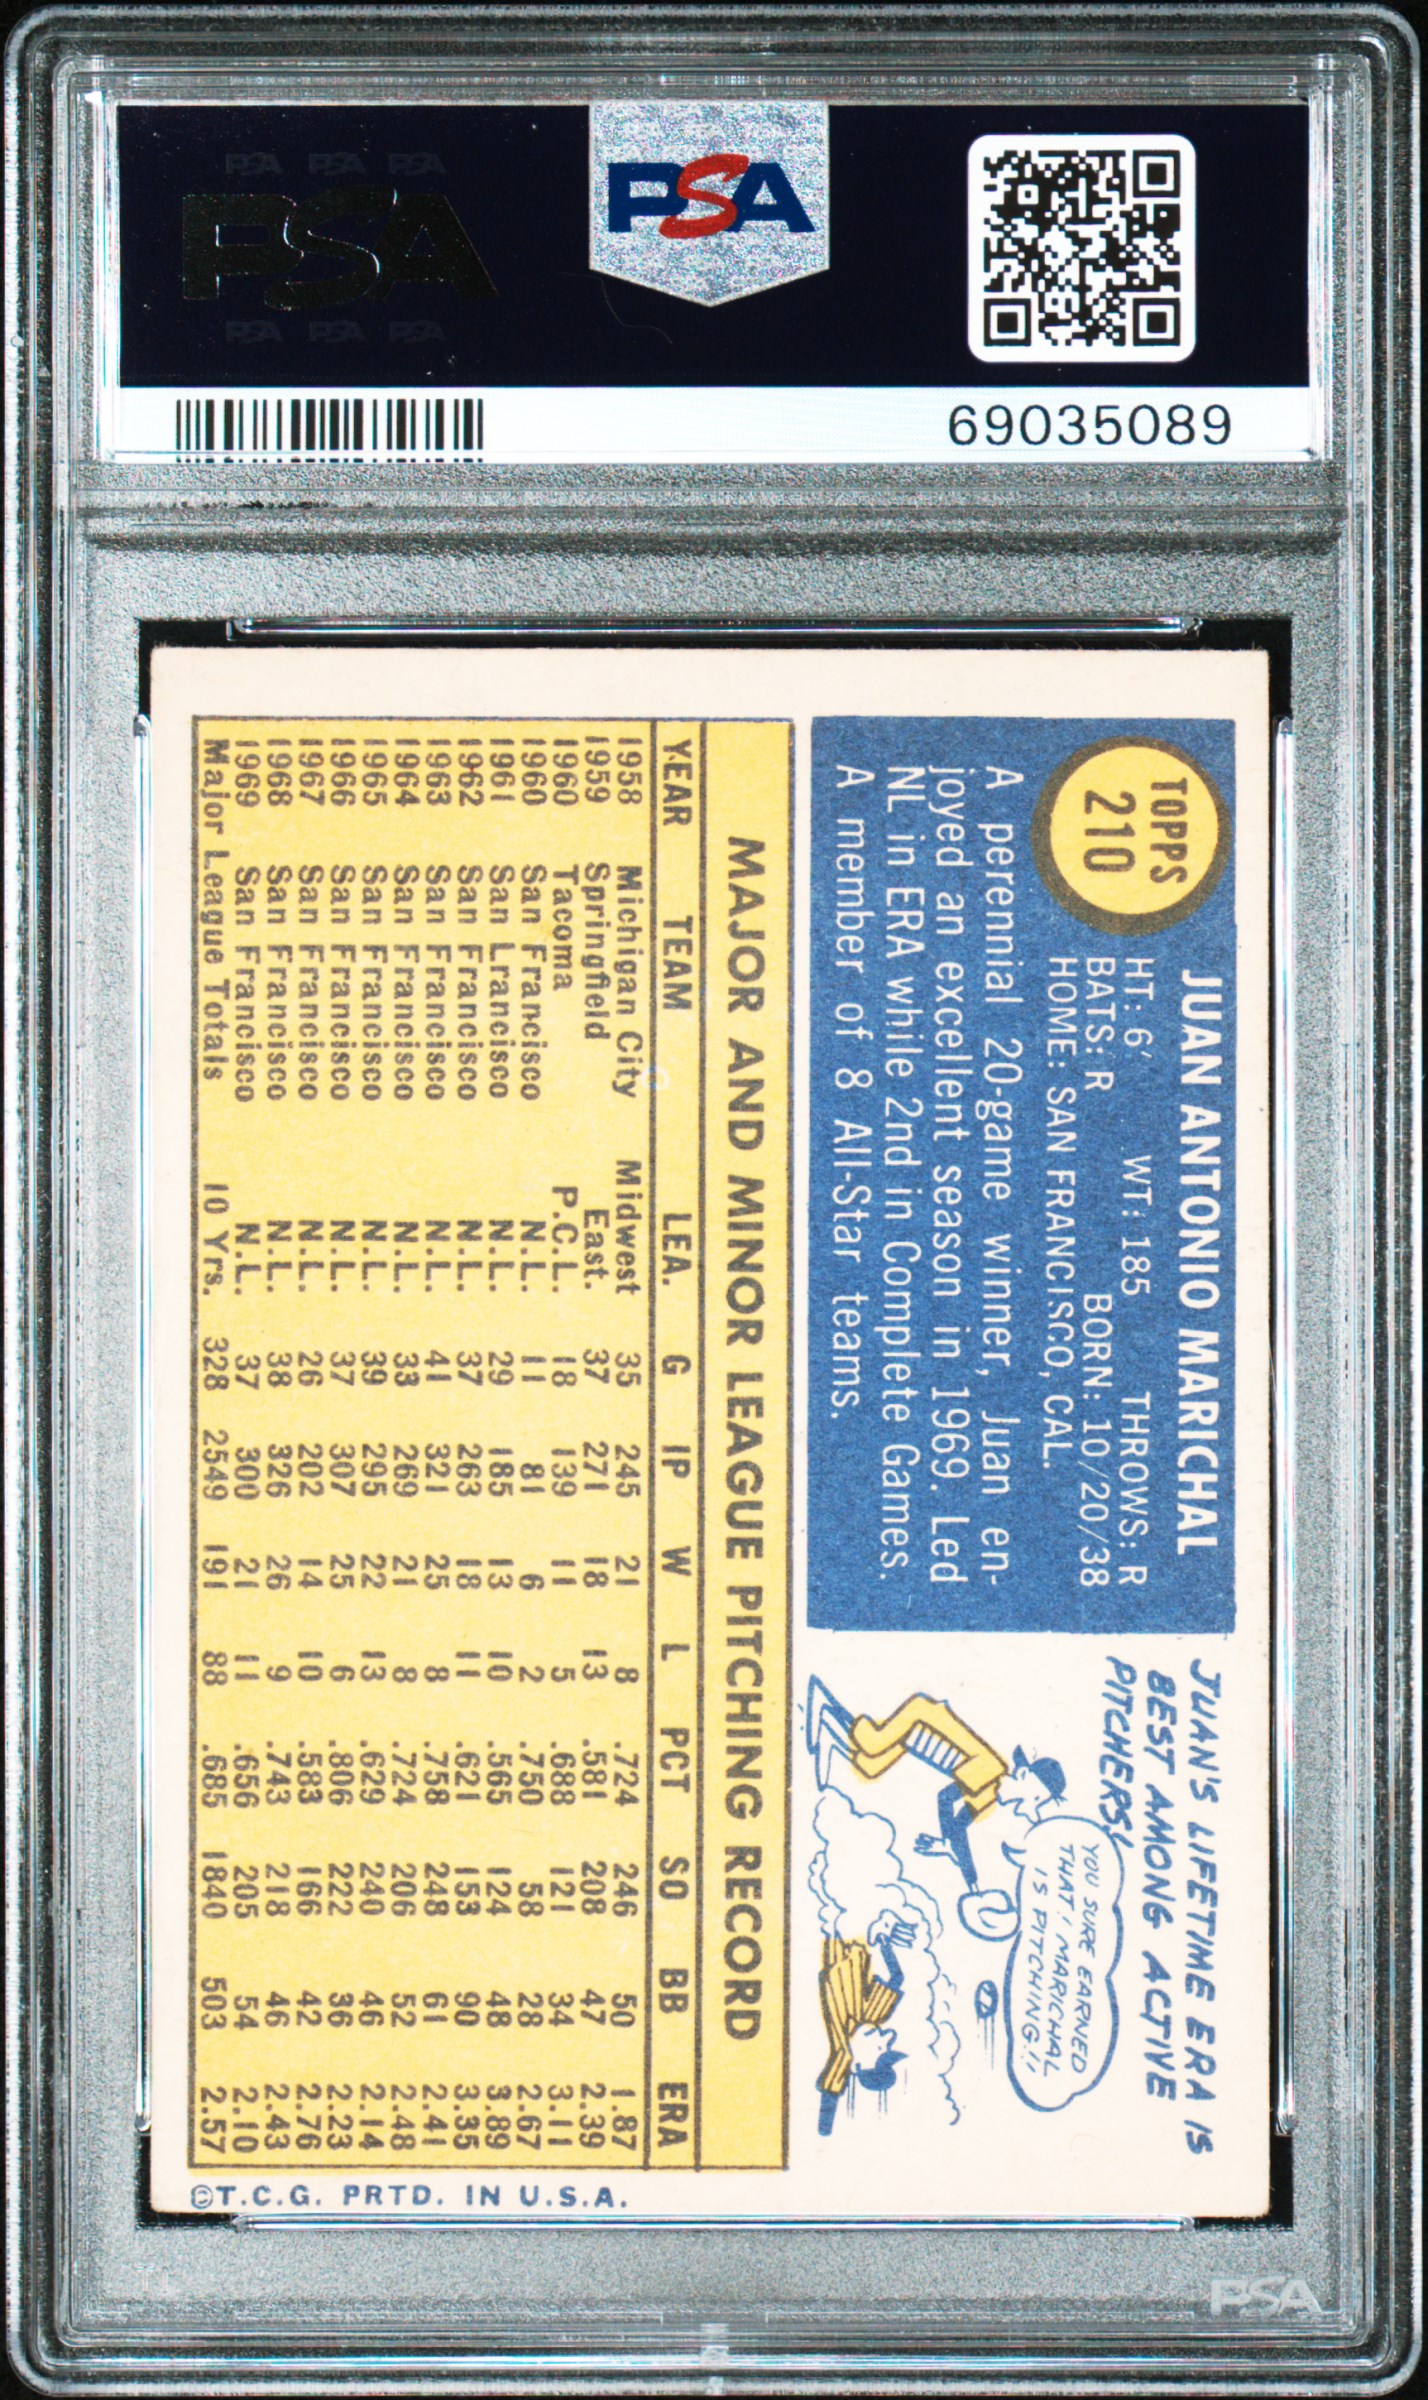 PSA PSA PSA
PSA
PSA PSA PSA
PSA
69035089
TOPPS
210
JUAN ANTONIO MARICHAL
HT: 6' WT: 185 THROWS: R
BATS: R BORN: 10/20/38
HOME: SAN FRANCISCO, CAL.
A perennial 20-game winner, Juan en-
joyed an excellent season in 1969. Led
NL in ERA while 2nd in Complete Games.
A member of 8 All-Star teams.
JUAN'S LIFETIME ERA IS
BEST AMONG ACTIVE
PITCHERS!
YOU SURE EARNED
THAT! MARICHAL
IS PITCHING!!
MAJOR AND MINOR LEAGUE PITCHING RECORD
YEAR TEAM LEA. G IP W L PCT SO BB ERA
1958 Michigan City Midwest 35 245 21 8 .724 246 50 1.87
1959 Springfield East. 37 271 18 13 .581 208 47 2.39
1960 Tacoma P.C.L. 18 139 11 5 .688 121 34 3.11
1960 San Francisco N.L. 11 81 6 2 .750 58 28 2.67
1961 San Lrancisco N.L. 29 185 13 10 .565 124 48 3.89
1962 San Francisco N.L. 37 263 18 11 .621 153 90 3.35
1963 San Francisco N.L. 41 321 25 8 .758 248 61 2.41
1964 San Francisco N.L. 33 269 21 8 .724 206 52 2.48
1965 San Francisco N.L. 39 295 22 13 .629 240 46 2.14
1966 San Francisco N.L. 37 307 25 6 .806 222 36 2.23
1967 San Francisco N.L. 26 202 14 10 .583 166 42 2.76
1968 San Francisco N.L. 38 326 26 9 .743 218 46 2.43
1969 San Francisco N.L. 37 300 21 11 .656 205 54 2.10
Major League Totals 10 Yrs. 328 2549 191 88 .685 1840 503 2.57
©T.C.G. PRTD. IN U.S.A.
PSA